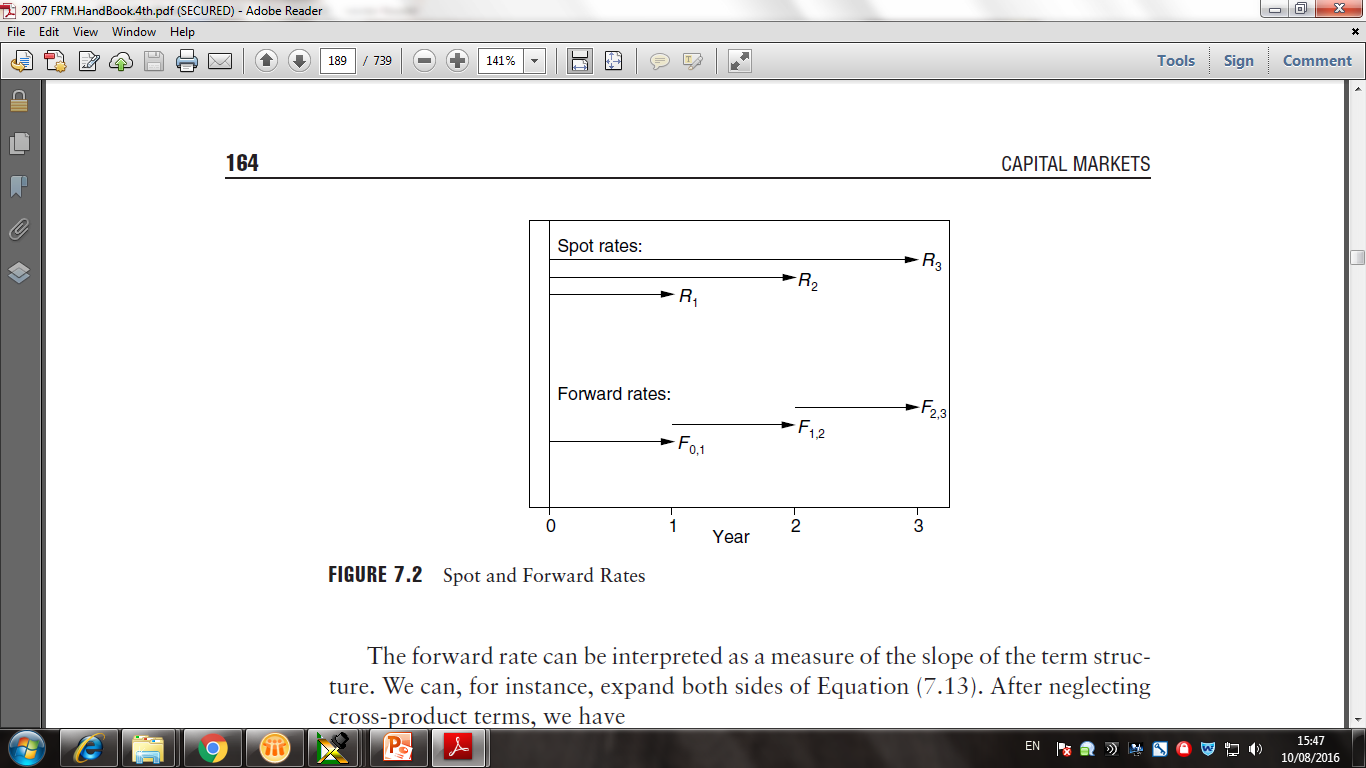 2007 FRM.HandBook.4th.pdf (SECURED) - Adobe Reader
File Edit View Window Help
189 / 739 141% Tools Sign Comment
164 CAPITAL MARKETS
Spot rates:
R3
R2
R1
Forward rates:
F2,3
F1,2
F0,1
0 1 2 3
Year
FIGURE 7.2 Spot and Forward Rates
The forward rate can be interpreted as a measure of the slope of the term struc-
ture. We can, for instance, expand both sides of Equation (7.13). After neglecting
cross-product terms, we have
EN
15:47
10/08/2016